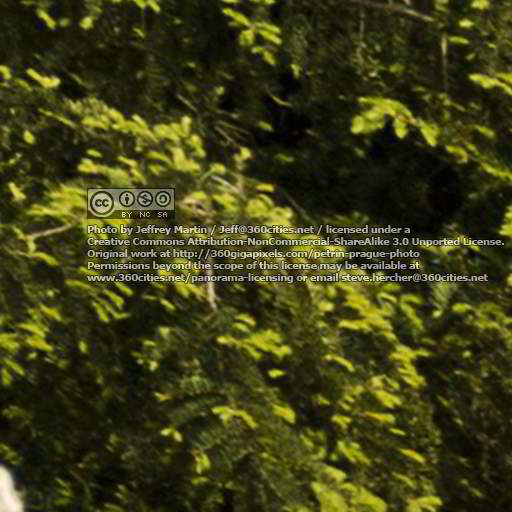 cc BY NC SA
Photo by Jeffrey Martin / Jeff@360cities.net / licensed under a
Creative Commons Attribution-NonCommercial-ShareAlike 3.0 Unported License.
Original work at http://360gigapixels.com/petrin-prague-photo
Permissions beyond the scope of this license may be available at
www.360cities.net/panorama-licensing or email steve.hercher@360cities.net